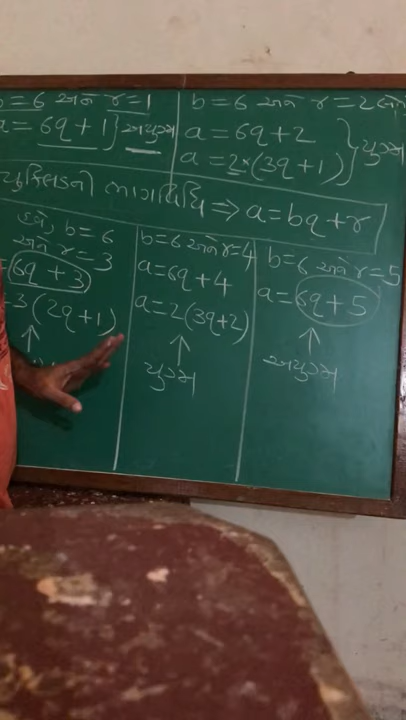 b = 6 અને r = 1
a = 6q + 1} અયુગ્મ
b = 6 અને r = 2
a = 6q + 2
a = 2 × (3q + 1)} યુગ્મ
યુક્લિડની ભાગવિધિ ⇒ a = bq + r
હવે, b = 6
અને r = 3
6q + 3
= 3(2q + 1)
↑
b = 6 અને r = 4
a = 6q + 4
a = 2(3q + 2)
↑
યુગ્મ
b = 6 અને r = 5
a = 6q + 5
↑
અયુગ્મ